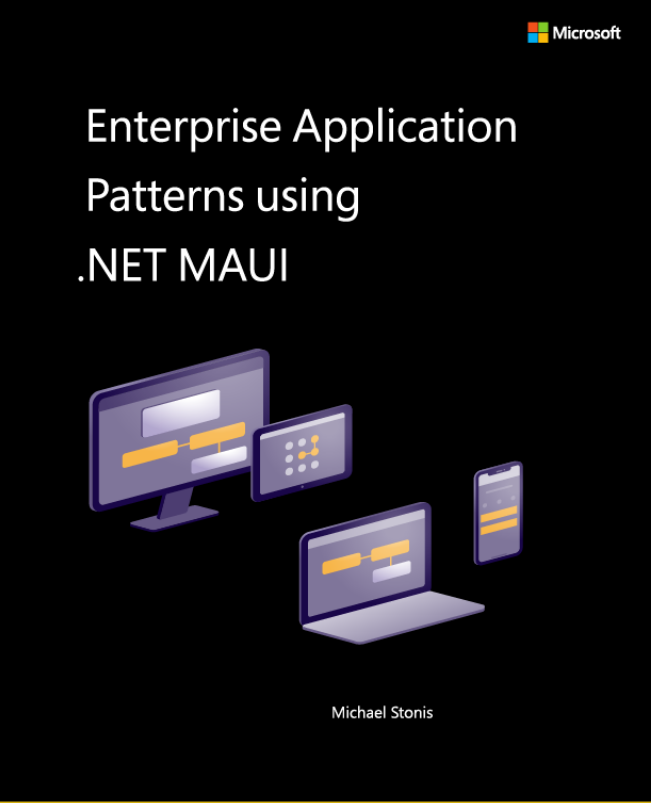 Microsoft
Enterprise Application
Patterns using
.NET MAUI
Michael Stonis